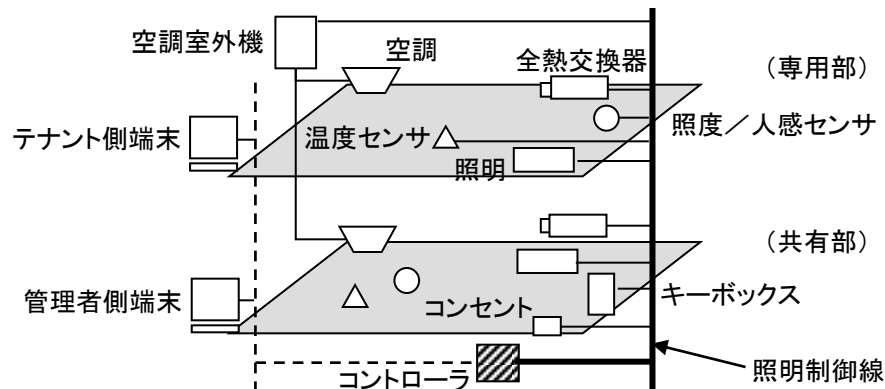 空調室外機
空調
全熱交換器
(専用部)
テナント側端末
温度センサ
照度／人感センサ
照明
(共有部)
管理者側端末
コンセント
キーボックス
コントローラ
照明制御線